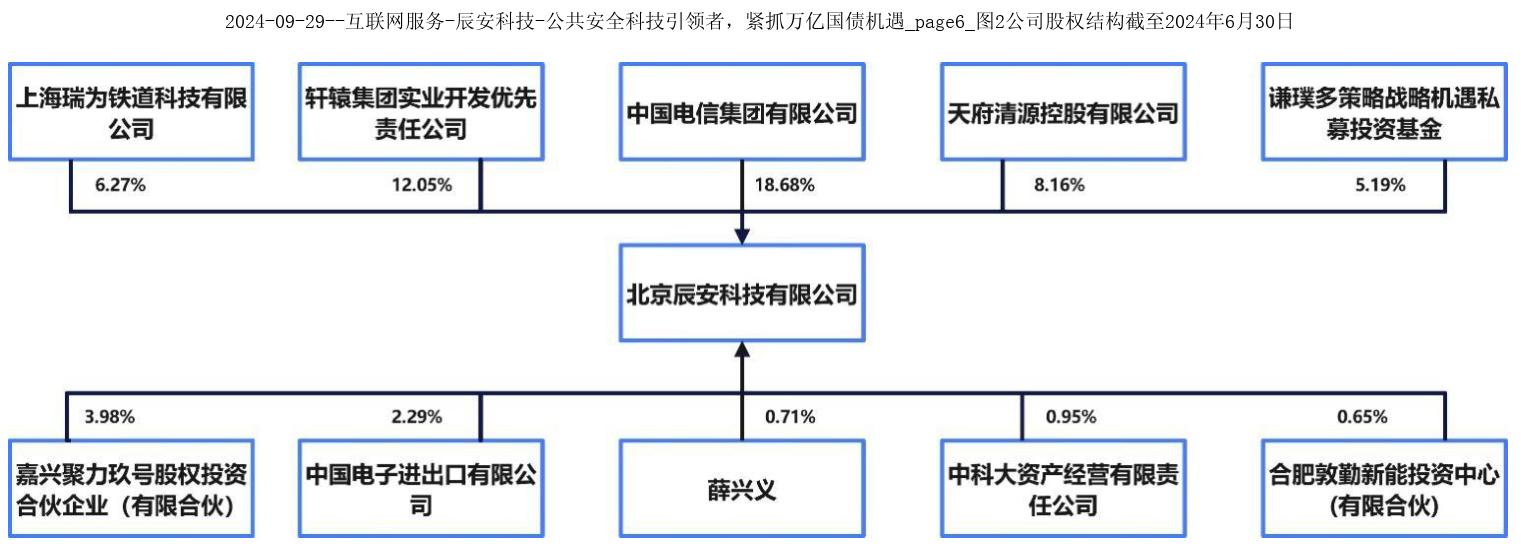 2024-09-29--互联网服务-辰安科技-公共安全科技引领者，紧抓万亿国债机遇_page6_图2公司股权结构截至2024年6月30日
上海瑞为铁道科技有限
公司
轩辕集团实业开发优先
责任公司
中国电信集团有限公司
天府清源控股有限公司
谦璞多策略战略机遇私
募投资基金
6.27%
12.05%
18.68%
8.16%
5.19%
北京辰安科技有限公司
3.98%
2.29%
0.71%
0.95%
0.65%
嘉兴聚力玖号股权投资
合伙企业（有限合伙）
中国电子进出口有限公
司
薛兴义
中科大资产经营有限责
任公司
合肥敦勤新能投资中心
(有限合伙)